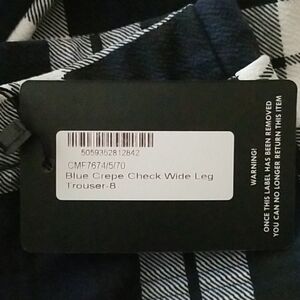 5059352812842
CMF7674/5/70
Blue Crepe Check Wide Leg
Trouser-8
WARNING!
ONCE THIS LABEL HAS BEEN REMOVED
YOU CAN NO LONGER RETURN THIS ITEM